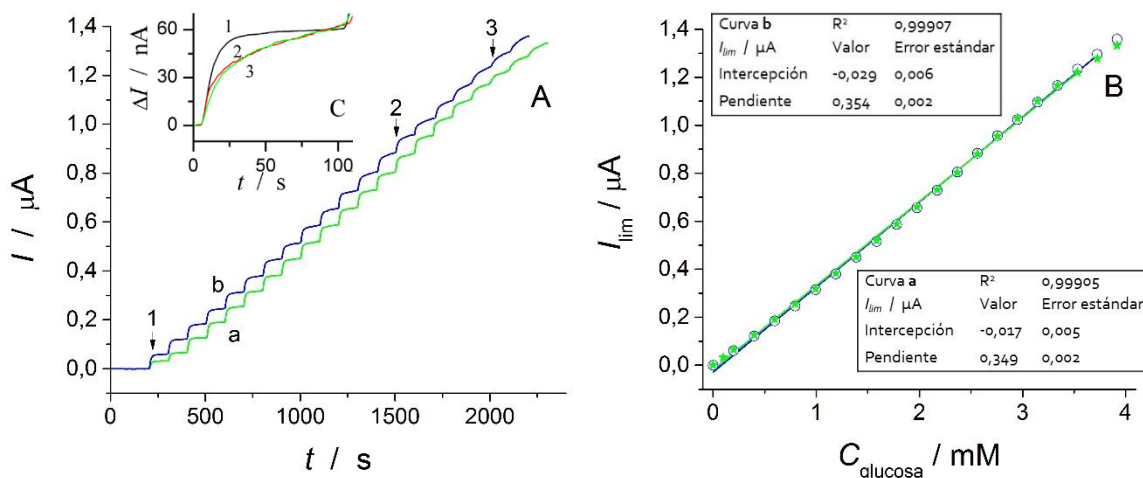 1,4
1,2
1,0
0,8
0,6
0,4
0,2
0,0
I / μA
0 500 1000 1500 2000
t / s
60
30
0
ΔI / nA
0 50 100
t / s
1
2
3
C
1
2
3
b
a
A
1,4
1,2
1,0
0,8
0,6
0,4
0,2
0,0
I lim / μA
0 1 2 3 4
C glucosa / mM
B
Curva b R² 0,99907
I lim / μA Valor Error estándar
Intercepción -0,029 0,006
Pendiente 0,354 0,002
Curva a R² 0,99905
I lim / μA Valor Error estándar
Intercepción -0,017 0,005
Pendiente 0,349 0,002